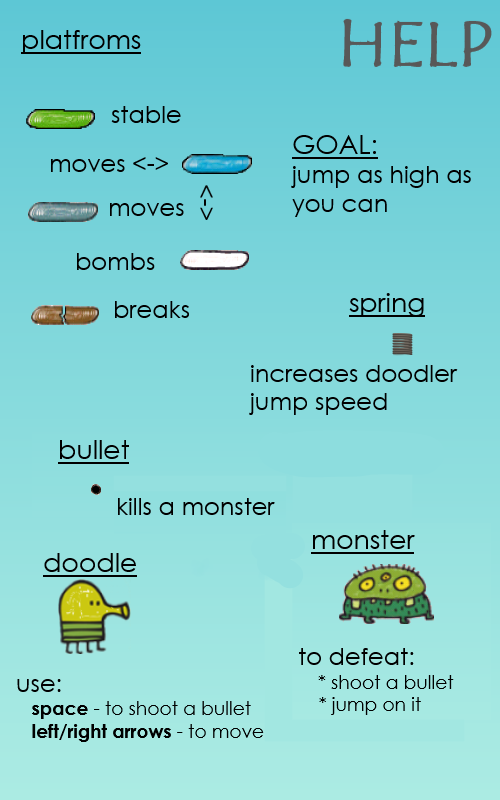 platfroms
HELP
stable
moves <->
moves <->
bombs
breaks
GOAL:
jump as high as
you can
spring
increases doodler
jump speed
bullet
kills a monster
doodle
use:
space - to shoot a bullet
left/right arrows - to move
monster
to defeat:
* shoot a bullet
* jump on it